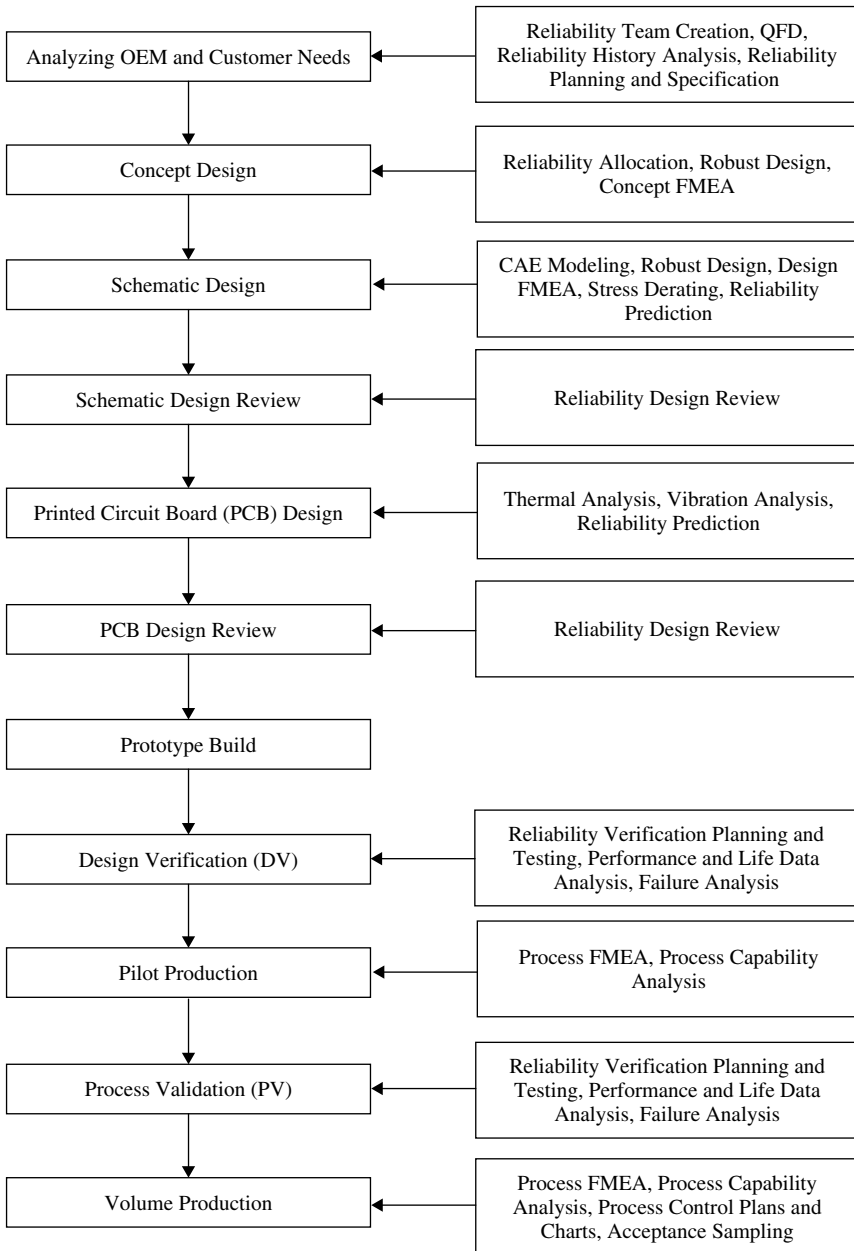 Analyzing OEM and Customer Needs
Reliability Team Creation, QFD,
Reliability History Analysis, Reliability
Planning and Specification
Concept Design
Reliability Allocation, Robust Design,
Concept FMEA
Schematic Design
CAE Modeling, Robust Design, Design
FMEA, Stress Derating, Reliability
Prediction
Schematic Design Review
Reliability Design Review
Printed Circuit Board (PCB) Design
Thermal Analysis, Vibration Analysis,
Reliability Prediction
PCB Design Review
Reliability Design Review
Prototype Build
Design Verification (DV)
Reliability Verification Planning and
Testing, Performance and Life Data
Analysis, Failure Analysis
Pilot Production
Process FMEA, Process Capability
Analysis
Process Validation (PV)
Reliability Verification Planning and
Testing, Performance and Life Data
Analysis, Failure Analysis
Volume Production
Process FMEA, Process Capability
Analysis, Process Control Plans and
Charts, Acceptance Sampling